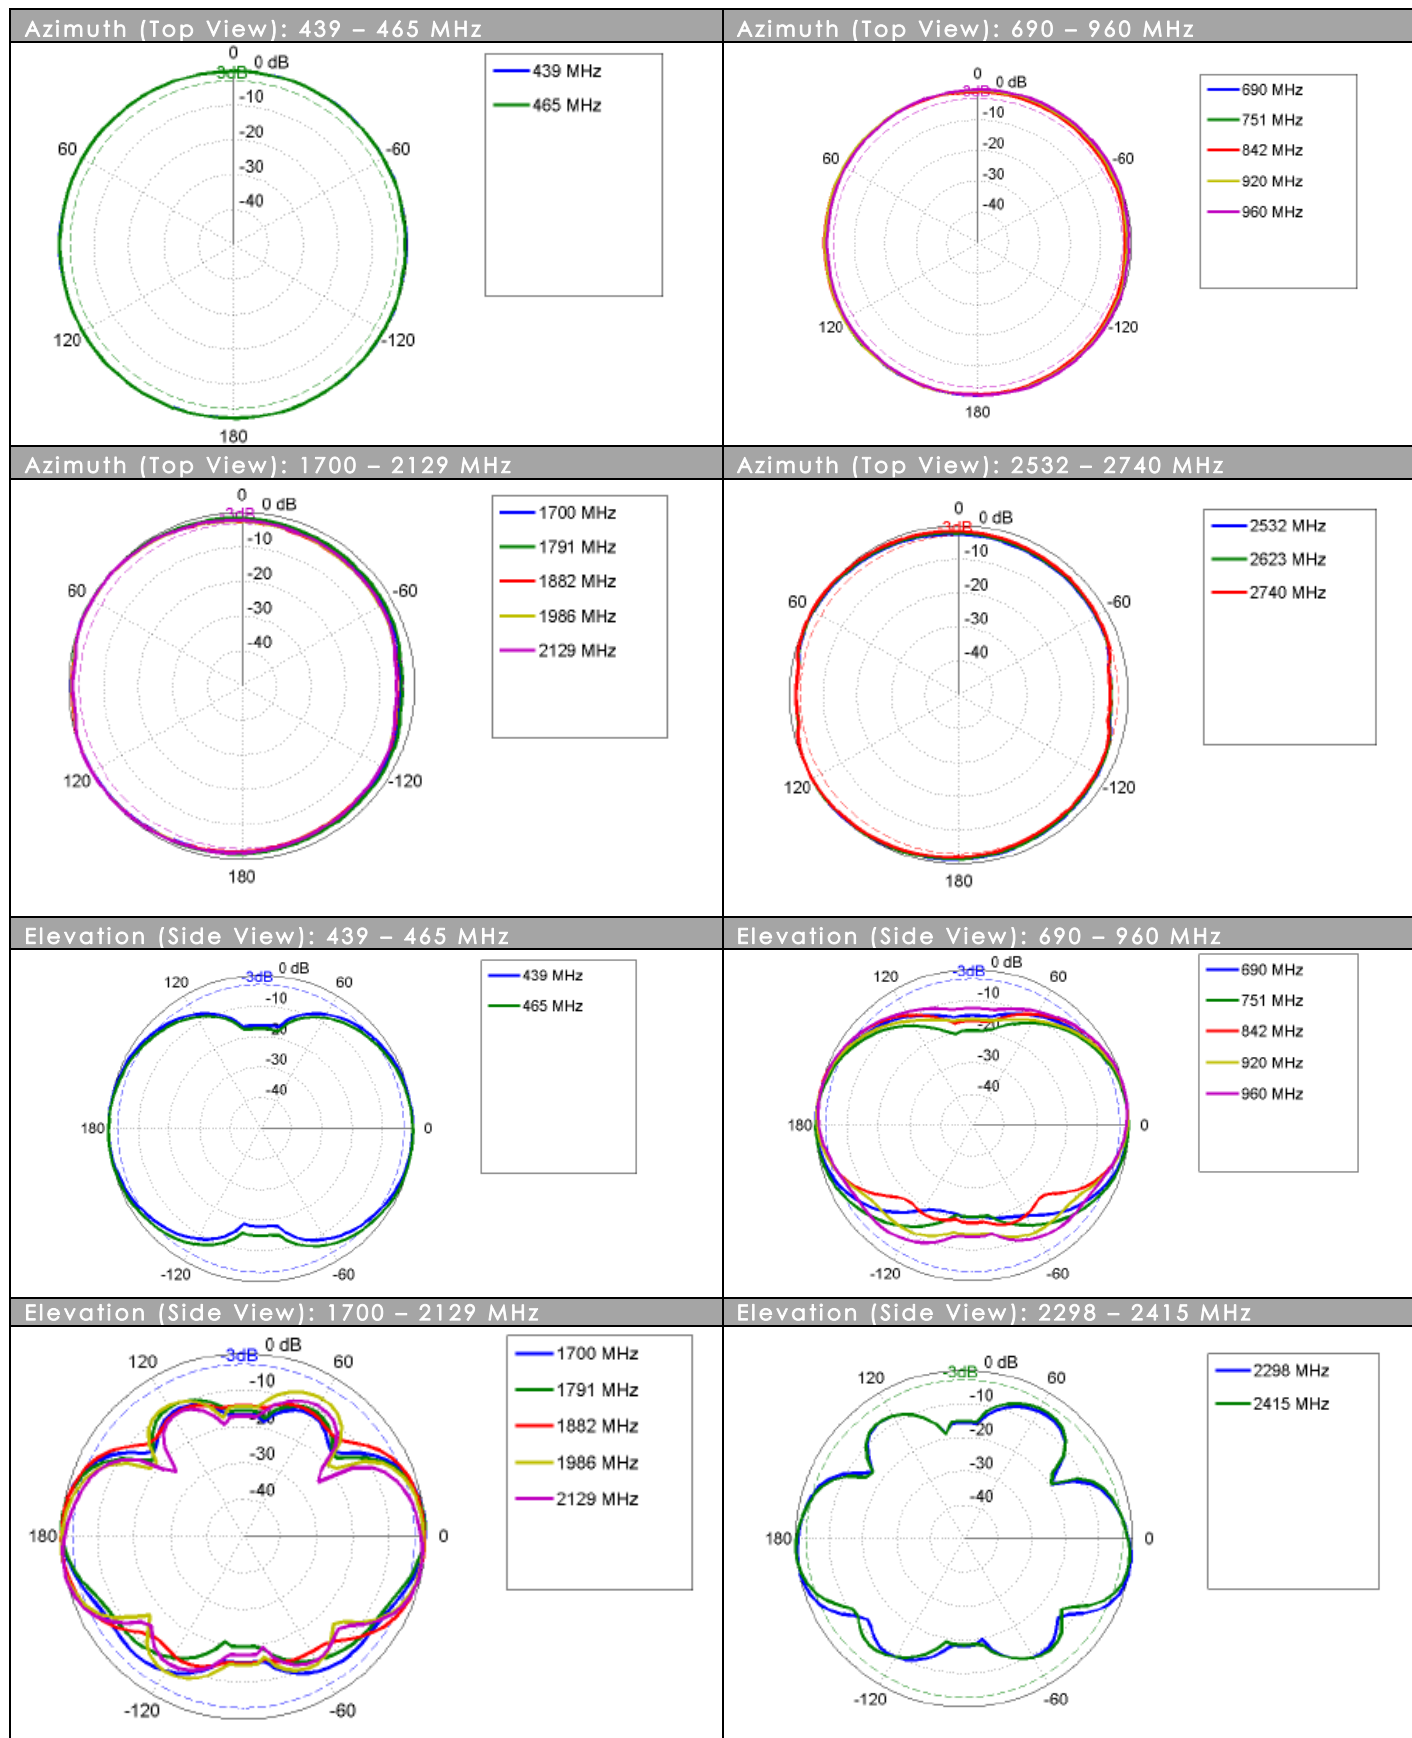 Azimuth (Top View): 439 – 465 MHz
0
0 dB
-3dB
-10
-20
-30
-40
60
-60
120
-120
180
439 MHz
465 MHz
Azimuth (Top View): 690 – 960 MHz
0
0 dB
-3dB
-10
-20
-30
-40
60
-60
120
-120
180
690 MHz
751 MHz
842 MHz
920 MHz
960 MHz
Azimuth (Top View): 1700 – 2129 MHz
0
0 dB
-3dB
-10
-20
-30
-40
60
-60
120
-120
180
1700 MHz
1791 MHz
1882 MHz
1986 MHz
2129 MHz
Azimuth (Top View): 2532 – 2740 MHz
0
0 dB
-3dB
-10
-20
-30
-40
60
-60
120
-120
180
2532 MHz
2623 MHz
2740 MHz
Elevation (Side View): 439 – 465 MHz
0 dB
-3dB
120
60
-10
-20
-30
-40
180
0
-120
-60
439 MHz
465 MHz
Elevation (Side View): 690 – 960 MHz
0 dB
-3dB
120
60
-10
-20
-30
-40
180
0
-120
-60
690 MHz
751 MHz
842 MHz
920 MHz
960 MHz
Elevation (Side View): 1700 – 2129 MHz
0 dB
-3dB
120
60
-10
-20
-30
-40
180
0
-120
-60
1700 MHz
1791 MHz
1882 MHz
1986 MHz
2129 MHz
Elevation (Side View): 2298 – 2415 MHz
0 dB
-3dB
120
60
-10
-20
-30
-40
180
0
-120
-60
2298 MHz
2415 MHz